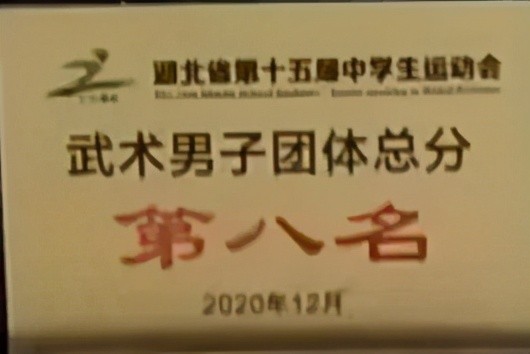 湖北省第十五届中学生运动会
武术男子团体总分
第八名
2020年12月